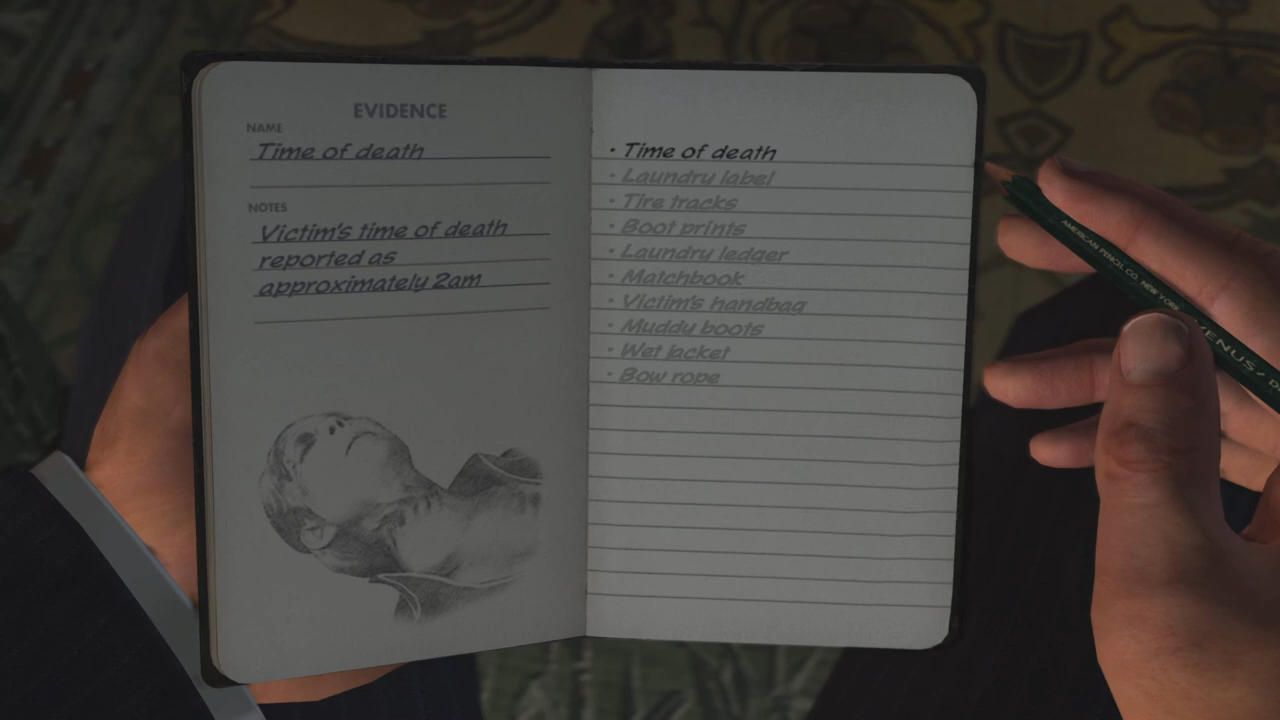 EVIDENCE
NAME
Time of death
NOTES
Victim's time of death
reported as
approximately 2am
• Time of death
• Laundry label
• Tire tracks
• Boot prints
• Laundry ledger
• Matchbook
• Victim's handbag
• Muddy boots
• Wet jacket
• Bow rope
AMERICAN PENCIL CO. NEW YORK
VENUS